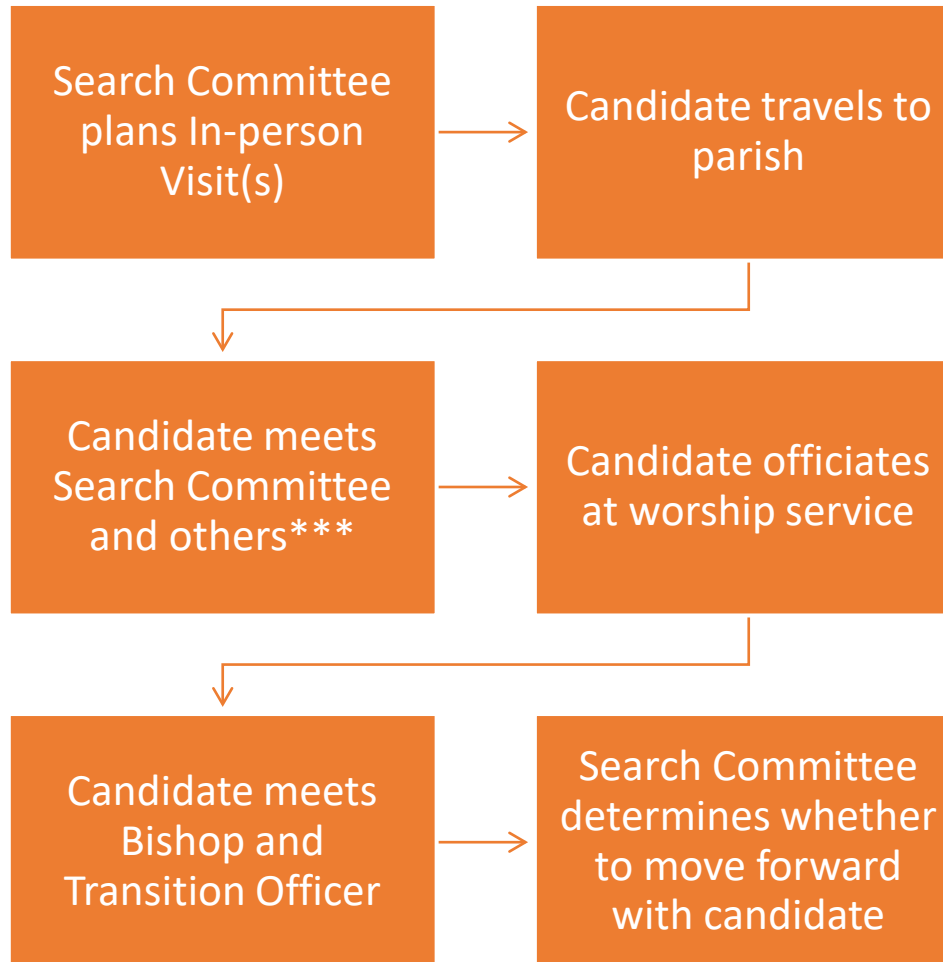 Search Committee
plans In-person
Visit(s)
Candidate travels to
parish
Candidate meets
Search Committee
and others***
Candidate officiates
at worship service
Candidate meets
Bishop and
Transition Officer
Search Committee
determines whether
to move forward
with candidate